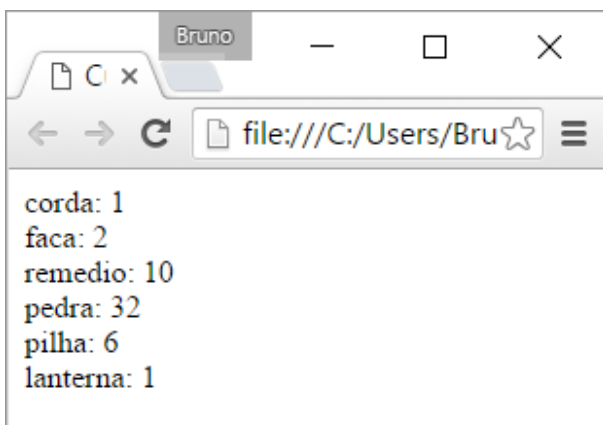 Bruno
C
file:///C:/Users/Bru
corda: 1
faca: 2
remedio: 10
pedra: 32
pilha: 6
lanterna: 1